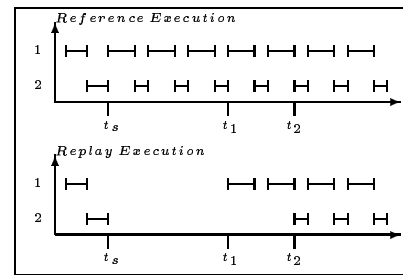 Reference Execution
1
2
t_s t_1 t_2
Replay Execution
1
2
t_s t_1 t_2